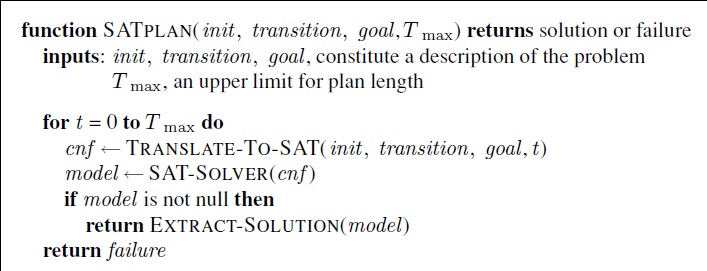 function SATPLAN( init, transition, goal, T max ) returns solution or failure
inputs: init, transition, goal, constitute a description of the problem
T max, an upper limit for plan length
for t = 0 to T max do
cnf ← TRANSLATE-TO-SAT( init, transition, goal, t)
model ← SAT-SOLVER(cnf)
if model is not null then
return EXTRACT-SOLUTION(model)
return failure